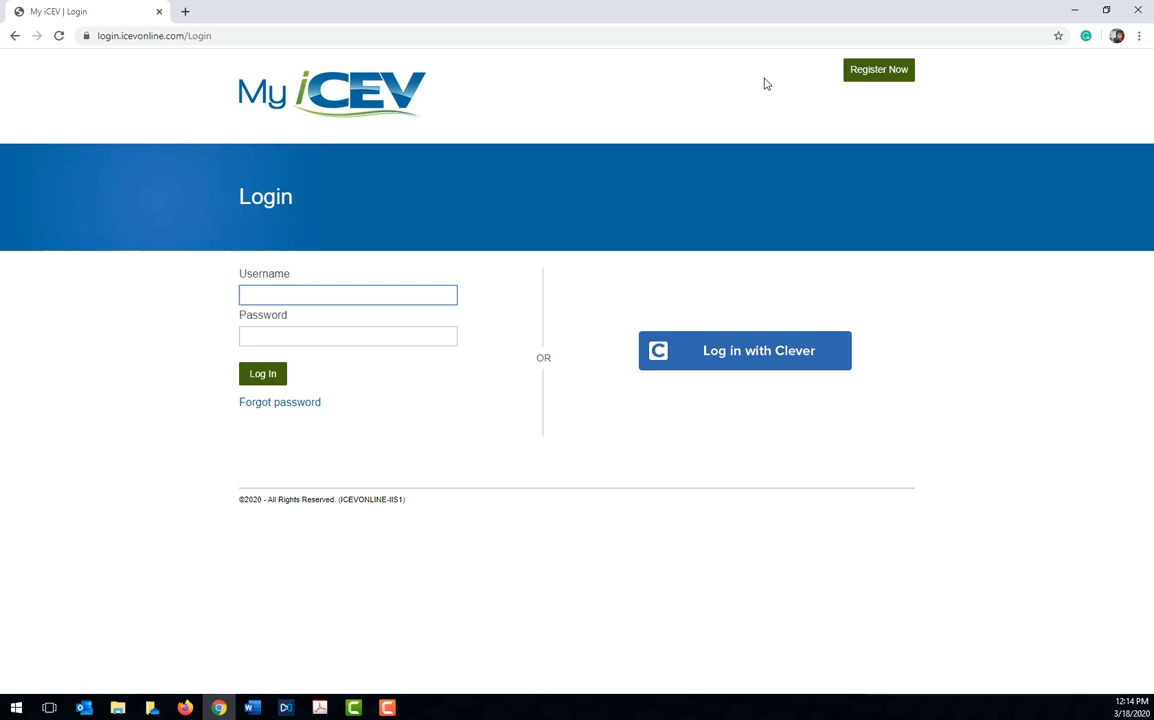 My iCEV | Login
login.icevonline.com/Login
My iCEV
Register Now
Login
Username
Password
Log In
Forgot password
OR
C Log in with Clever
©2020 - All Rights Reserved. (ICEVONLINE-IIS1)
12:14 PM
3/18/2020